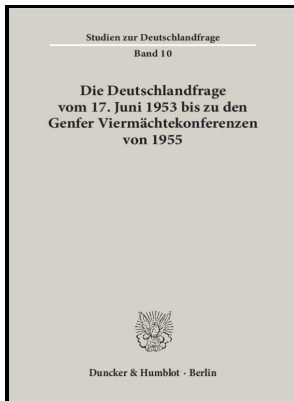 Studien zur Deutschlandfrage
Band 10
Die Deutschlandfrage
vom 17. Juni 1953 bis zu den
Genfer Viermächtekonferenzen
von 1955
Duncker & Humblot · Berlin